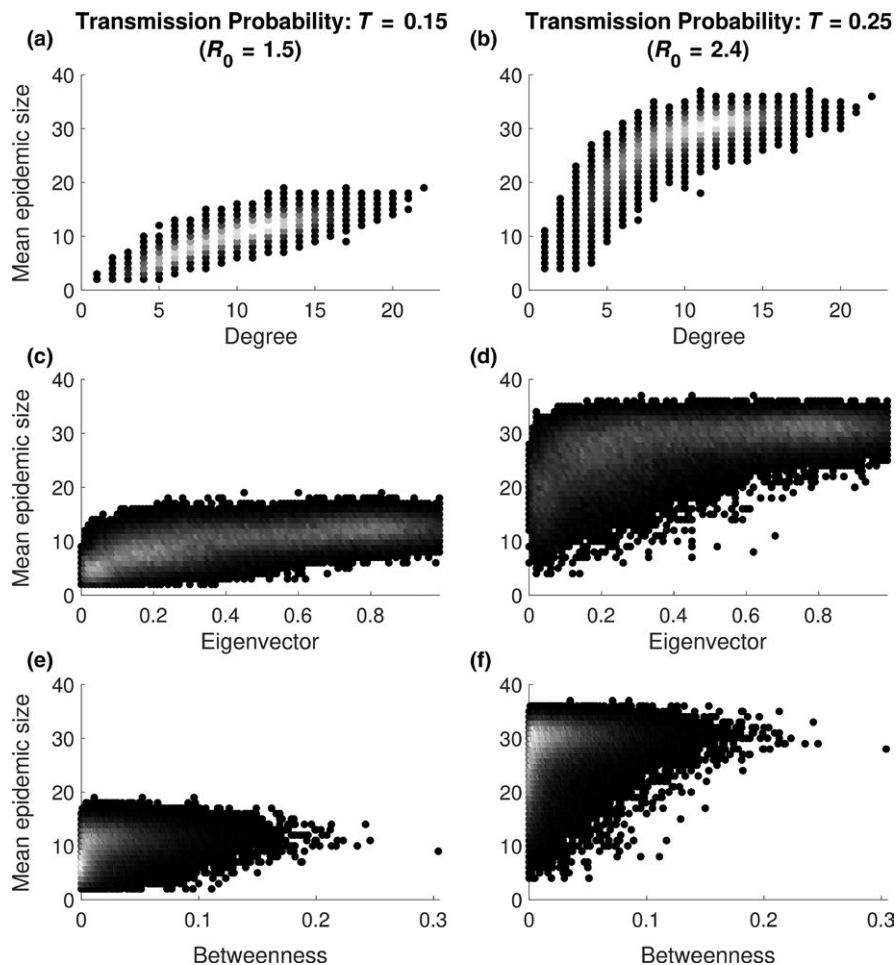 Transmission Probability: T = 0.15
(R0 = 1.5)
Transmission Probability: T = 0.25
(R0 = 2.4)
(a)
Mean epidemic size
40
30
20
10
0
0 5 10 15 20
Degree
(b)
40
30
20
10
0
0 5 10 15 20
Degree
(c)
Mean epidemic size
40
30
20
10
0
0 0.2 0.4 0.6 0.8
Eigenvector
(d)
40
30
20
10
0
0 0.2 0.4 0.6 0.8
Eigenvector
(e)
Mean epidemic size
40
30
20
10
0
0 0.1 0.2 0.3
Betweenness
(f)
40
30
20
10
0
0 0.1 0.2 0.3
Betweenness